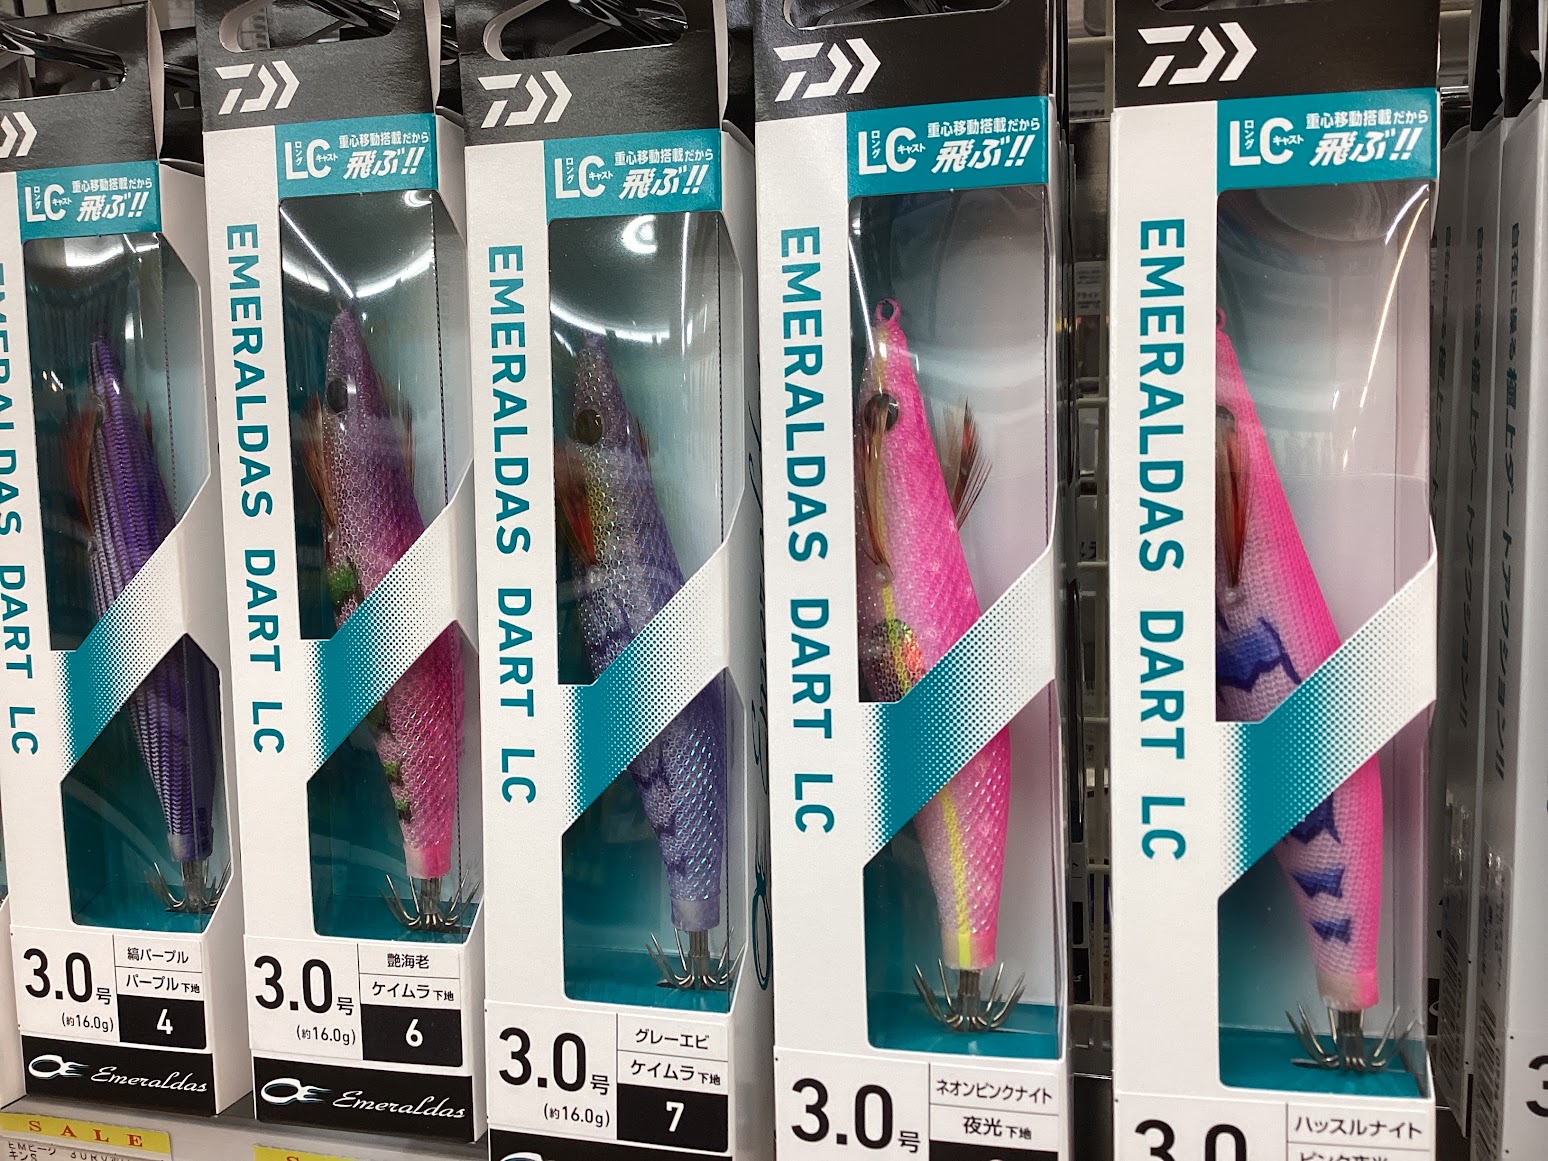 LC
ロング
キャスト
重心移動搭載だから
飛ぶ!!
EMERALDAS DART LC
3.0号
(約16.0g)
縞パープル
パープル下地
4
Emeraldas
SALE
LC
ロング
キャスト
重心移動搭載だから
飛ぶ!!
EMERALDAS DART LC
3.0号
(約16.0g)
艶海老
ケイムラ下地
6
Emeraldas
LC
ロング
キャスト
重心移動搭載だから
飛ぶ!!
EMERALDAS DART LC
3.0号
(約16.0g)
グレーエビ
ケイムラ下地
7
LC
ロング
キャスト
重心移動搭載だから
飛ぶ!!
EMERALDAS DART LC
3.0号
ネオンピンクナイト
夜光下地
LC
ロング
キャスト
重心移動搭載だから
飛ぶ!!
EMERALDAS DART LC
3.0
ハッスルナイト